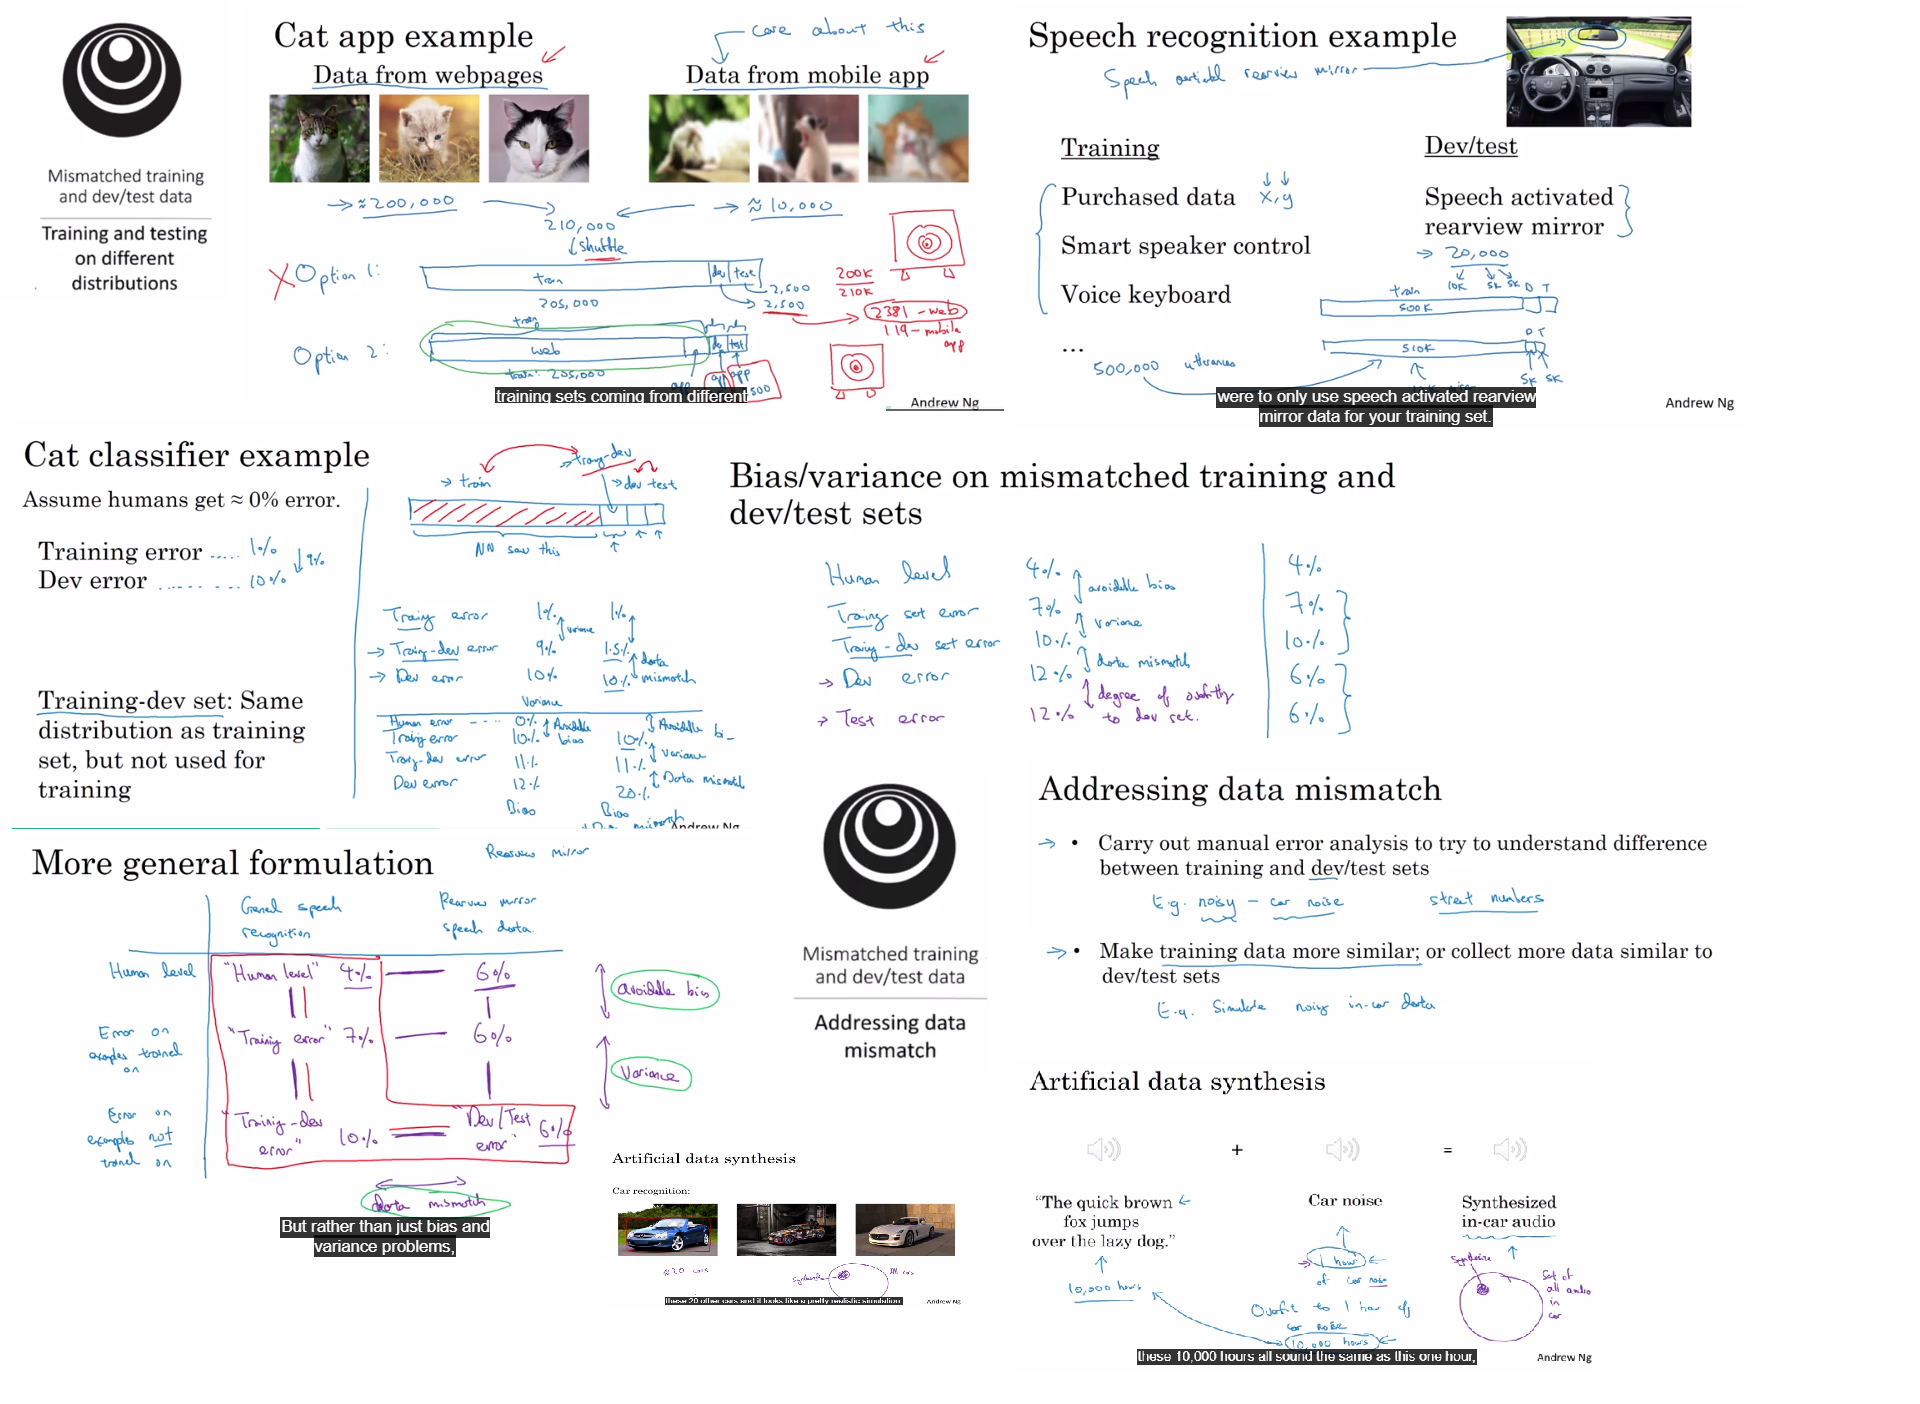 Mismatched training
and dev/test data
Training and testing
on different
distributions
Cat app example
care about this
Data from webpages
Data from mobile app
→ ≈200,000
210,000
→ ≈ 10,000
↓ shuffle
X Option 1:
train
dev
test
205,000
2,500
2,500
200K
210K
2381 - web
119 - mobile
app
train
Option 2:
web
dev
test
train: 205,000
app
app
app
500
training sets coming from different
Andrew Ng
Speech recognition example
rearview mirror
Training
Purchased data
x,y
Smart speaker control
Voice keyboard
...
500,000 utterances
Dev/test
Speech activated
rearview mirror
→ 20,000
10K 5K 5K
train
D T
500K
D T
510K
5K 5K
were to only use speech activated rearview
mirror data for your training set.
Andrew Ng
Cat classifier example
Assume humans get ≈ 0% error.
Training error ..... 1%
Dev error ......... 10%
9%
Training-dev set: Same
distribution as training
set, but not used for
training
→ train
dev
test
NN saw this
Training error 1% 1%
variance
→ Training-dev error 9% 1.5%
data
→ Dev error 10% 10% mismatch
Variance
Human error .... 0% Avoidable Avoidable bi-
Training error 10% bias 10%
variance
Training-dev error 11% 11%
Data mismatch
Dev error 12% 20%
Bias Bias
Andrew Ng
Bias/variance on mismatched training and
dev/test sets
Human level 4% 4%
avoidable bias
Training set error 7% 7%
variance
Training-dev set error 10% 10%
data mismatch
→ Dev error 12% 6%
degree of overfitting
to dev set.
→ Test error 12% 6%
More general formulation
Rearview mirror
General speech
recognition
Rearview mirror
speech data.
Human level
"Human level" 4%
6%
avoidable bias
Error on
examples trained
on
"Training error" 7%
6%
Variance
Error on
examples not
trained on
"Training-dev
error" 10%
"Dev/Test
error" 6%
data mismatch
But rather than just bias and
variance problems,
Mismatched training
and dev/test data
Addressing data
mismatch
Addressing data mismatch
→ • Carry out manual error analysis to try to understand difference
between training and dev/test sets
E.g. noisy - car noise
street numbers
→ • Make training data more similar; or collect more data similar to
dev/test sets
E.g. Simulate noisy in-car data
Artificial data synthesis
Car recognition:
≈20 cars
synthesize
cars
these 20 other cars and it looks like a pretty realistic simulation
Andrew Ng
Artificial data synthesis
+
=
"The quick brown
fox jumps
over the lazy dog."
10,000 hours
Car noise
1 hour
of car noise
Overfit to 1 hour of
car noise
10,000 hours
Synthesized
in-car audio
Synthesize
Set of
all audio
in
car
these 10,000 hours all sound the same as this one hour,
Andrew Ng